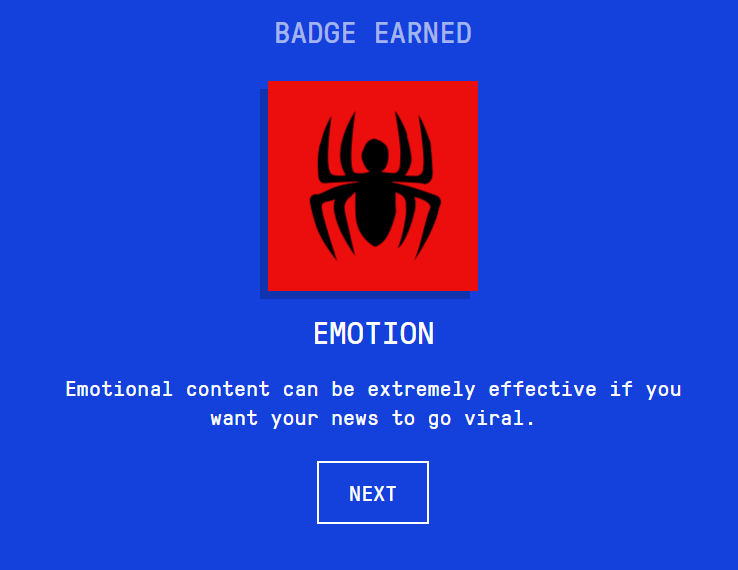 BADGE EARNED
EMOTION
Emotional content can be extremely effective if you
want your news to go viral.
NEXT